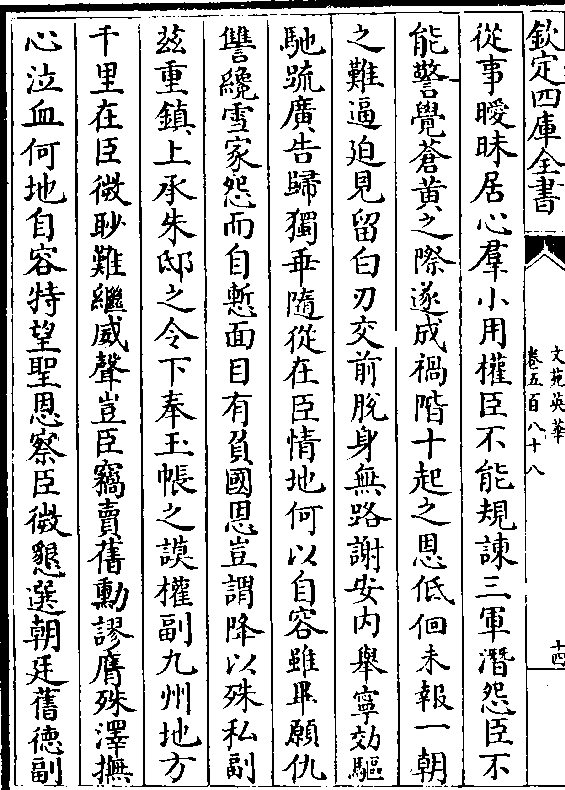 欽定四庫全書
文苑英華
卷五百八十八
十四
從事曖昧居心羣小用權臣不能規諫三軍潛怨臣不
能警覺蒼黄之際遂成禍階十起之恩低佪未報一朝
之難逼迫見留白刃交前脱身無路謝安内舉寧効驅
馳䟽廣告歸獨乖隨從在臣情地何以自容雖畢願仇
讐纔雪家怨而自慙面目有負國恩豈謂降以殊私副
兹重鎮上承朱邸之令下奉玉帳之謨權副九州地方
千里在臣微眇難繼威聲豈臣竊賣舊勳謬膺殊澤撫
心泣血何地自容特望聖恩察臣微懇選朝廷舊德副